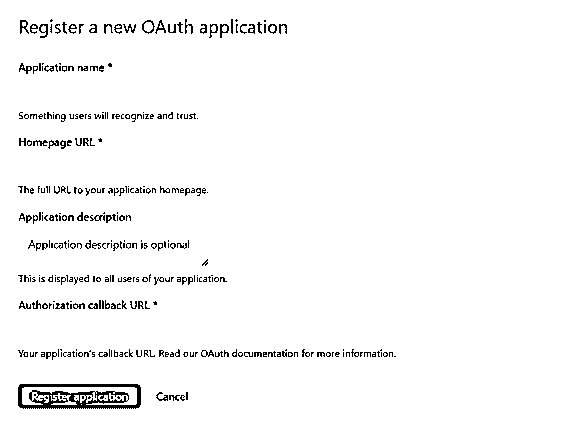 Register a new OAuth application
Application name *
Something users will recognize and trust.
Homepage URL *
The full URL to your application homepage.
Application description
Application description is optional
This is displayed to all users of your application.
Authorization callback URL *
Your application's callback URL. Read our OAuth documentation for more information.
Register application Cancel